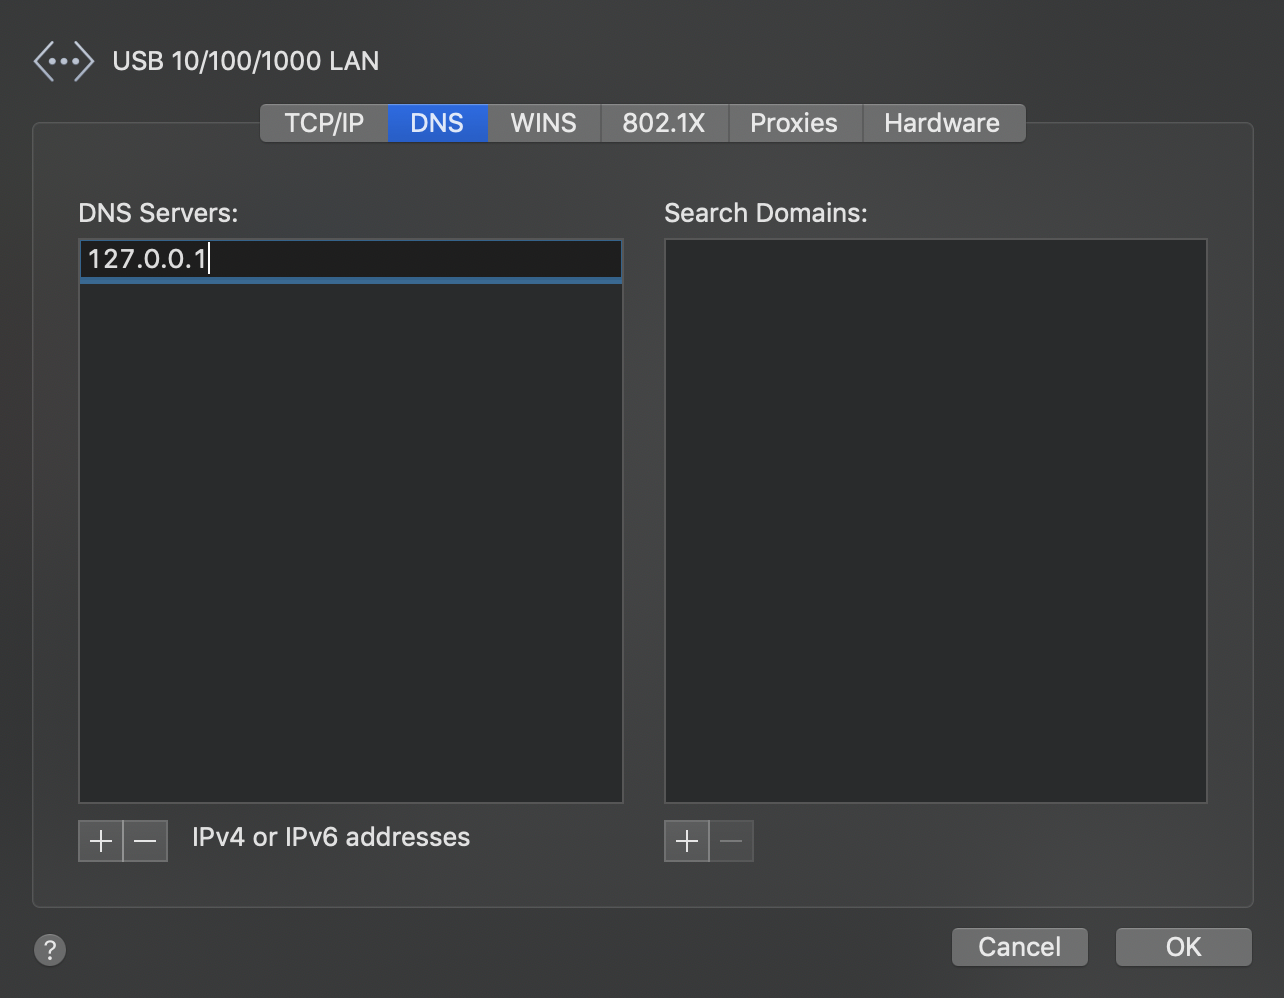 USB 10/100/1000 LAN
TCP/IP DNS WINS 802.1X Proxies Hardware
DNS Servers:
Search Domains:
127.0.0.1
IPv4 or IPv6 addresses
?
Cancel
OK